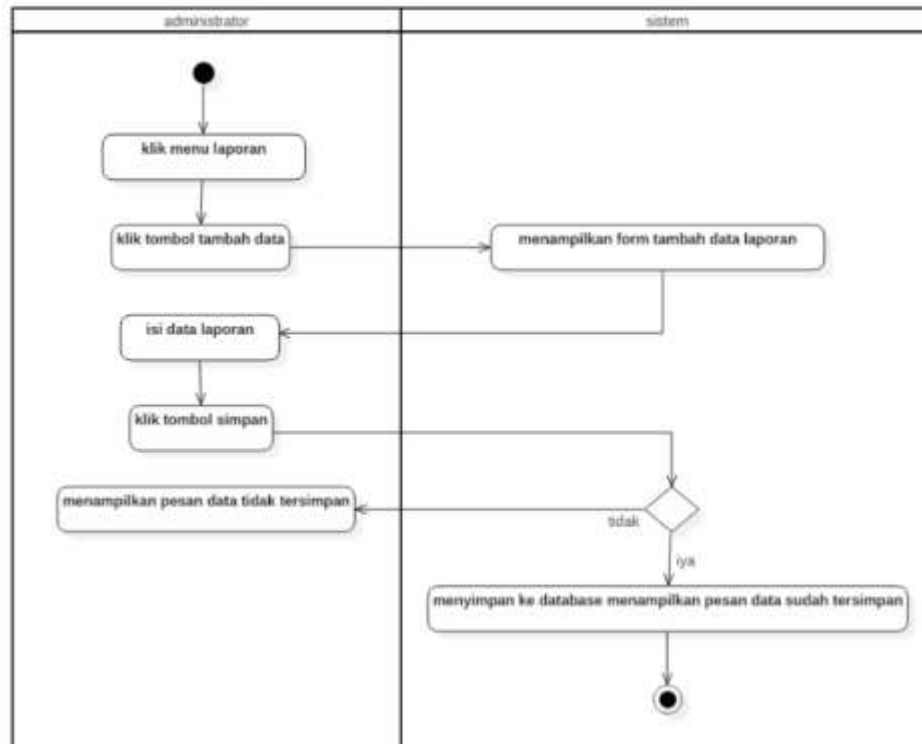 administrator
sistem
klik menu laporan
klik tombol tambah data
menampilkan form tambah data laporan
isi data laporan
klik tombol simpan
menampilkan pesan data tidak tersimpan
tidak
iya
menyimpan ke database menampilkan pesan data sudah tersimpan